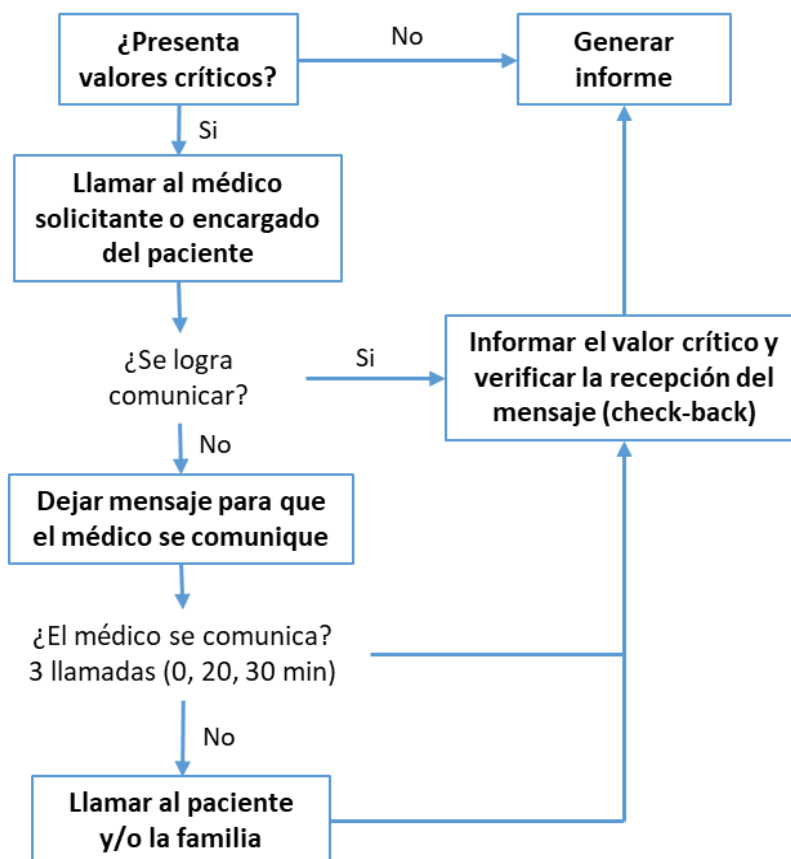 ¿Presenta
valores críticos?
No
Generar
informe
Si
Llamar al médico
solicitante o encargado
del paciente
¿Se logra
comunicar?
Si
Informar el valor crítico y
verificar la recepción del
mensaje (check-back)
No
Dejar mensaje para que
el médico se comunique
¿El médico se comunica?
3 llamadas (0, 20, 30 min)
No
Llamar al paciente
y/o la familia